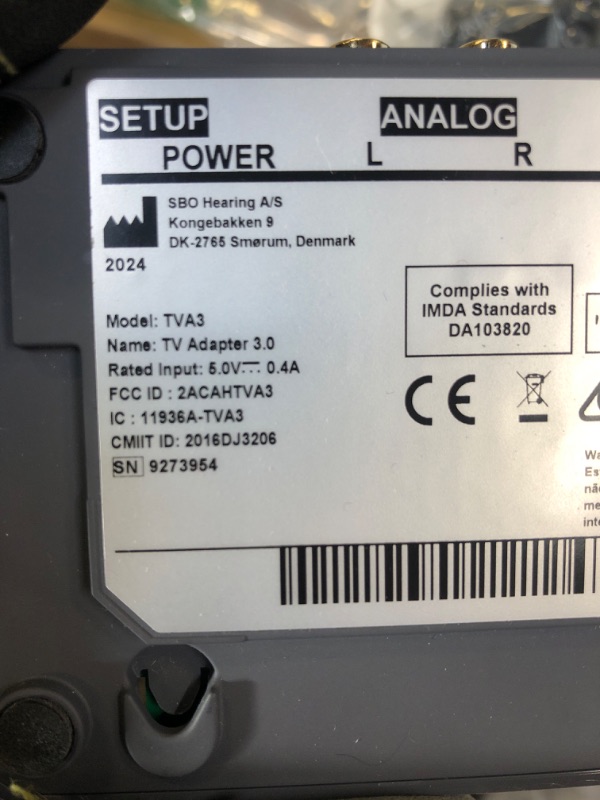 SETUP ANALOG
POWER L R
SBO Hearing A/S
Kongebakken 9
DK-2765 Smørum, Denmark
2024
Complies with
IMDA Standards
DA103820
Model: TVA3
Name: TV Adapter 3.0
Rated Input: 5.0V⎓ 0.4A
FCC ID : 2ACAHTVA3
IC : 11936A-TVA3
CMIIT ID: 2016DJ3206
SN 9273954
CE